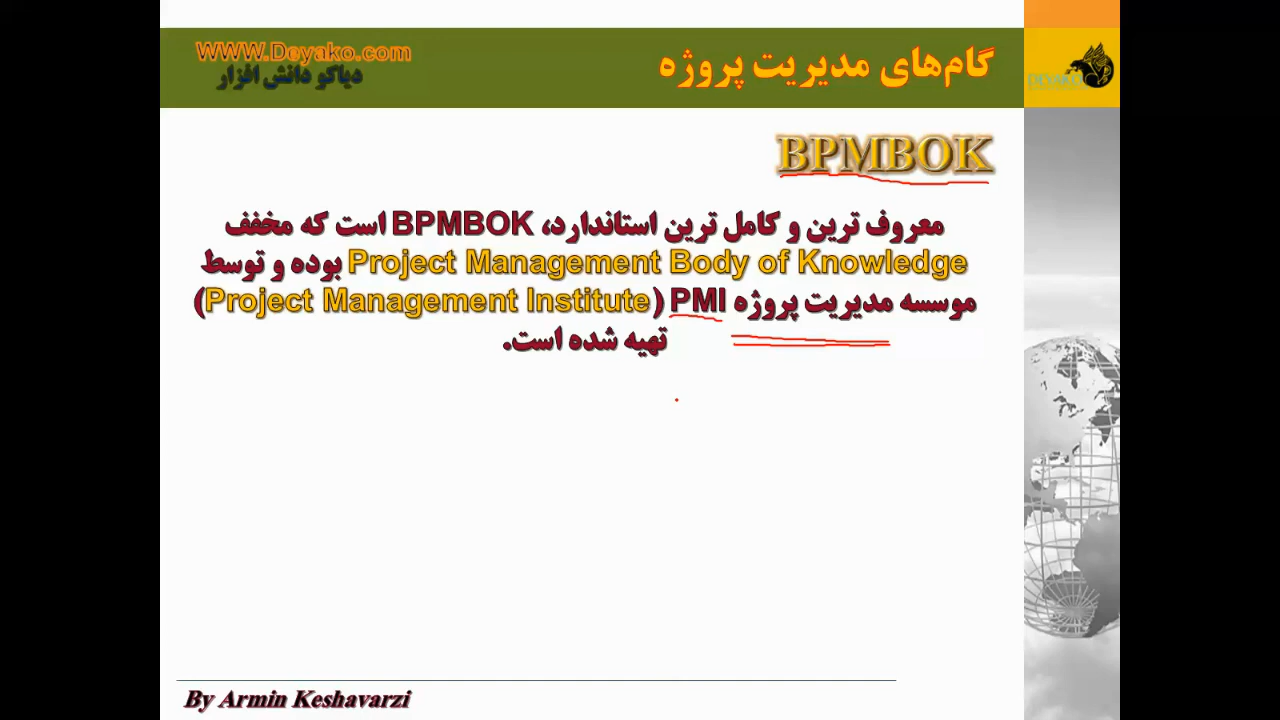 WWW.Deyako.com
دیاکو دانش افزار
گام‌های مدیریت پروژه
DEYAKO
BPMBOK
معروف ترین و کامل ترین استاندارد، BPMBOK است که مخفف
Project Management Body of Knowledge بوده و توسط
موسسه مدیریت پروژه PMI (Project Management Institute)
تهیه شده است.
By Armin Keshavarzi